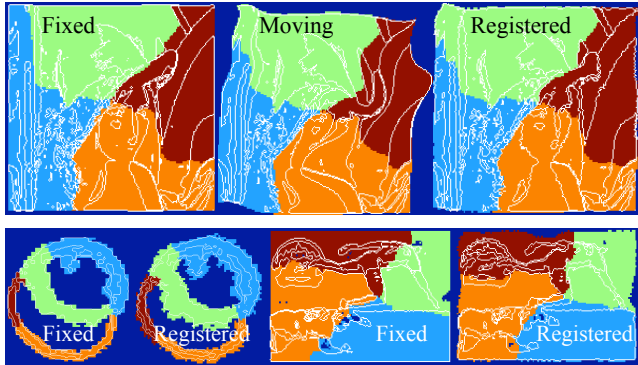 Fixed
Moving
Registered
Fixed
Registered
Fixed
Registered